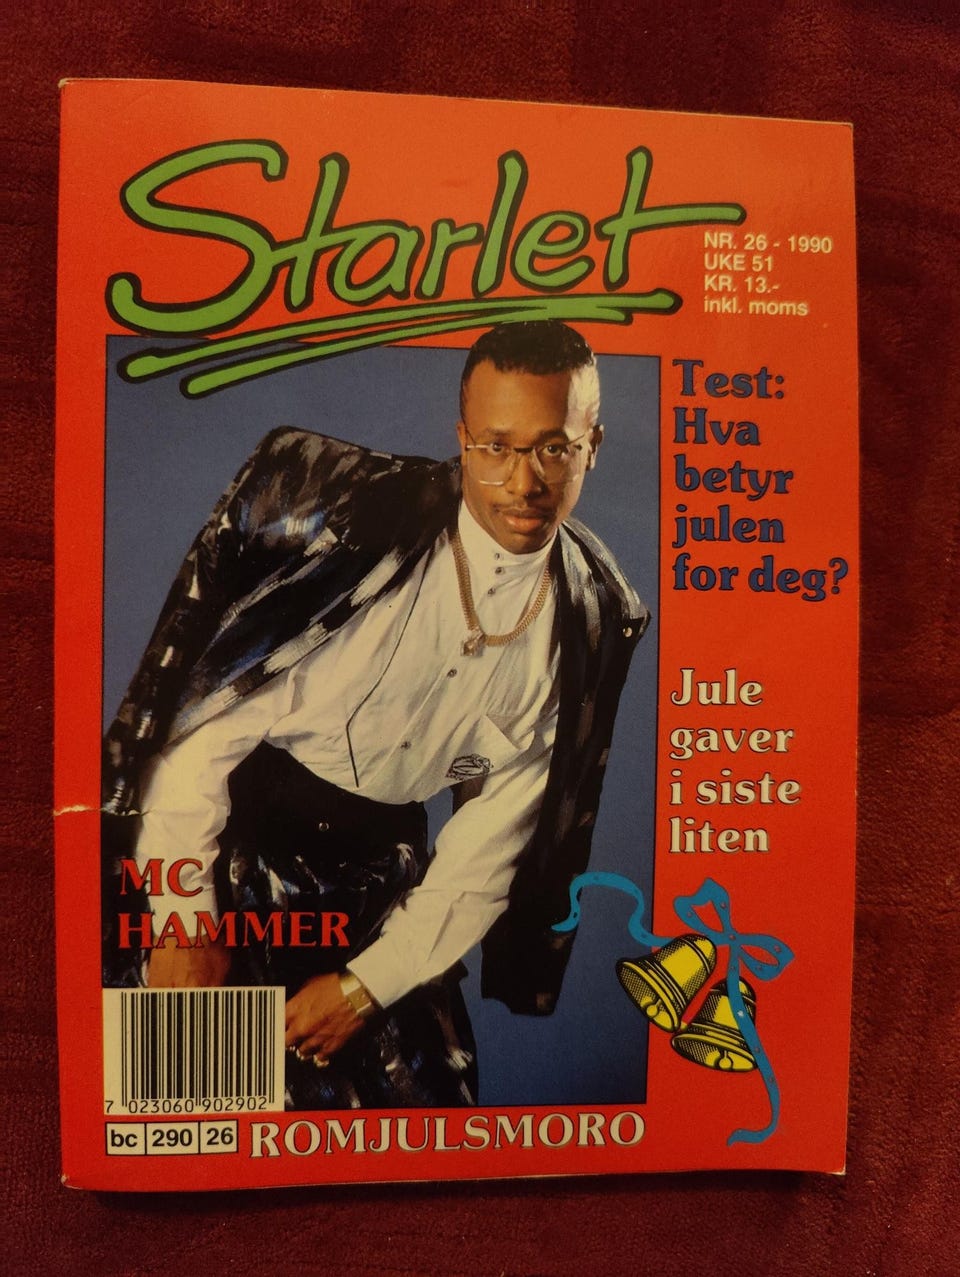 Starlet
NR. 26 - 1990
UKE 51
KR. 13.-
inkl. moms
Test:
Hva
betyr
julen
for deg?
Jule
gaver
i siste
liten
MC
HAMMER
7 023060 902902
bc 290 26
ROMJULSMORO